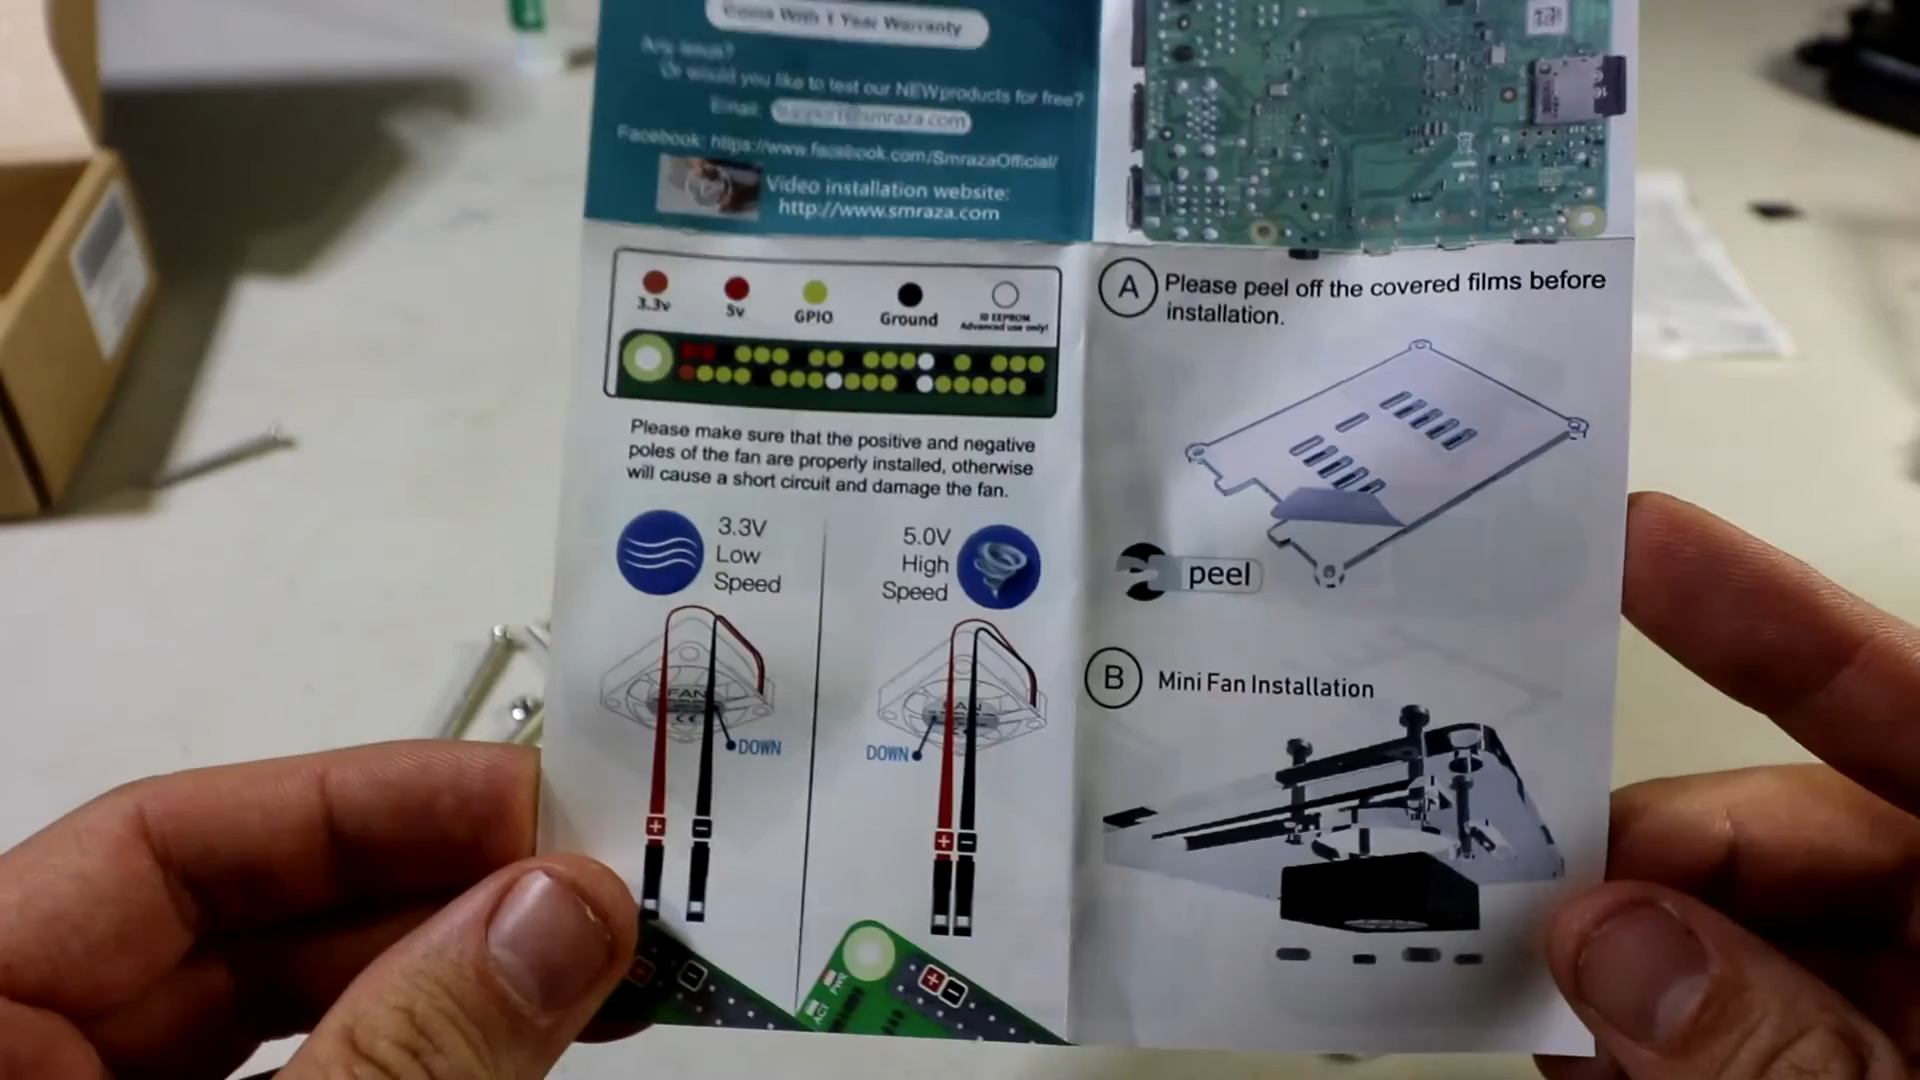 Come With 1 Year Warranty
Any issue?
Or would you like to test our NEWproducts for free?
Email:
Facebook: https://www.facebook.com/SmrazaOfficial/
Video installation website:
http://www.smraza.com
3.3v
5v
GPIO
Ground
ID EEPROM
Advanced use only!
Please make sure that the positive and negative
poles of the fan are properly installed, otherwise
will cause a short circuit and damage the fan.
3.3V
Low
Speed
FAN
DOWN
+
−
+
−
5.0V
High
Speed
FAN
DOWN
+
−
+
−
PWR
ACT
A
Please peel off the covered films before
installation.
peel
B
Mini Fan Installation